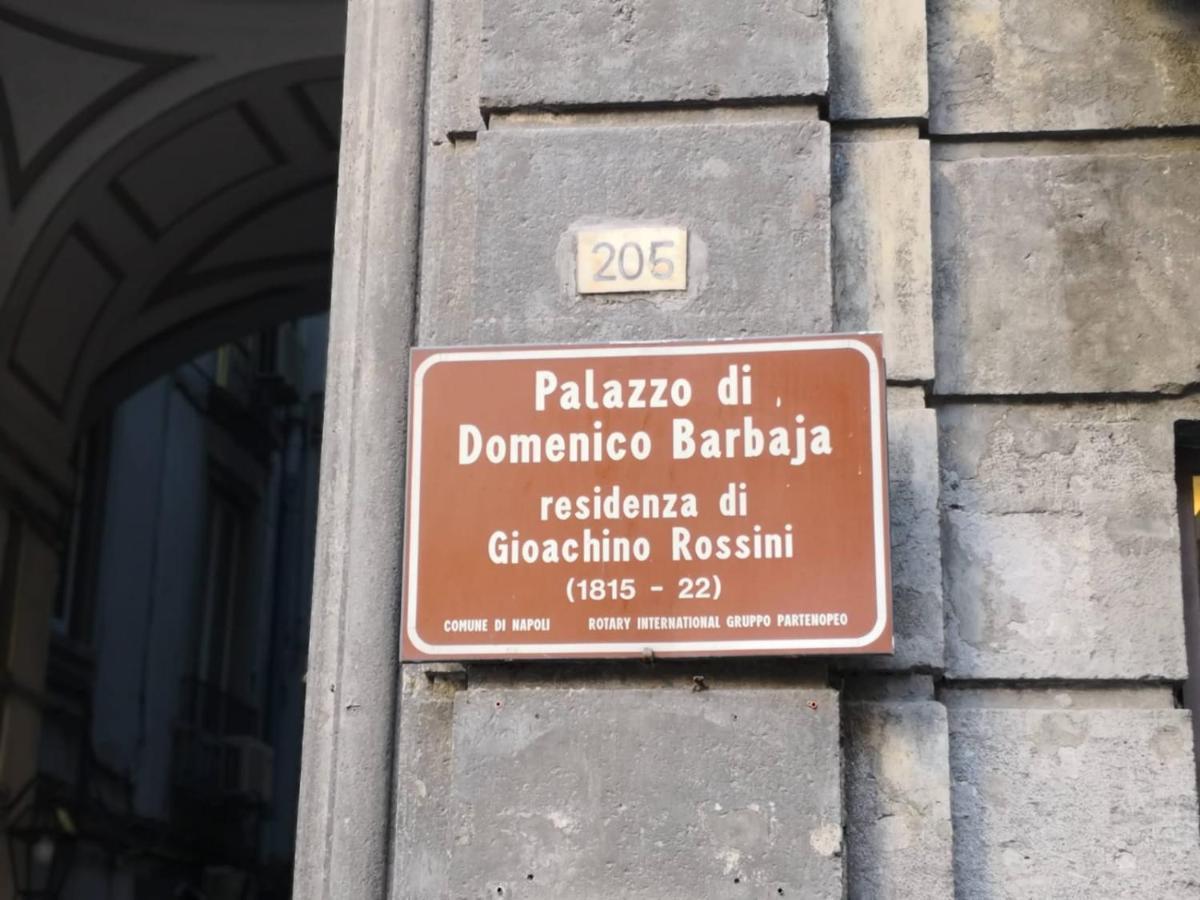 205
Palazzo di
Domenico Barbaja
residenza di
Gioachino Rossini
(1815 - 22)
COMUNE DI NAPOLI ROTARY INTERNATIONAL GRUPPO PARTENOPEO